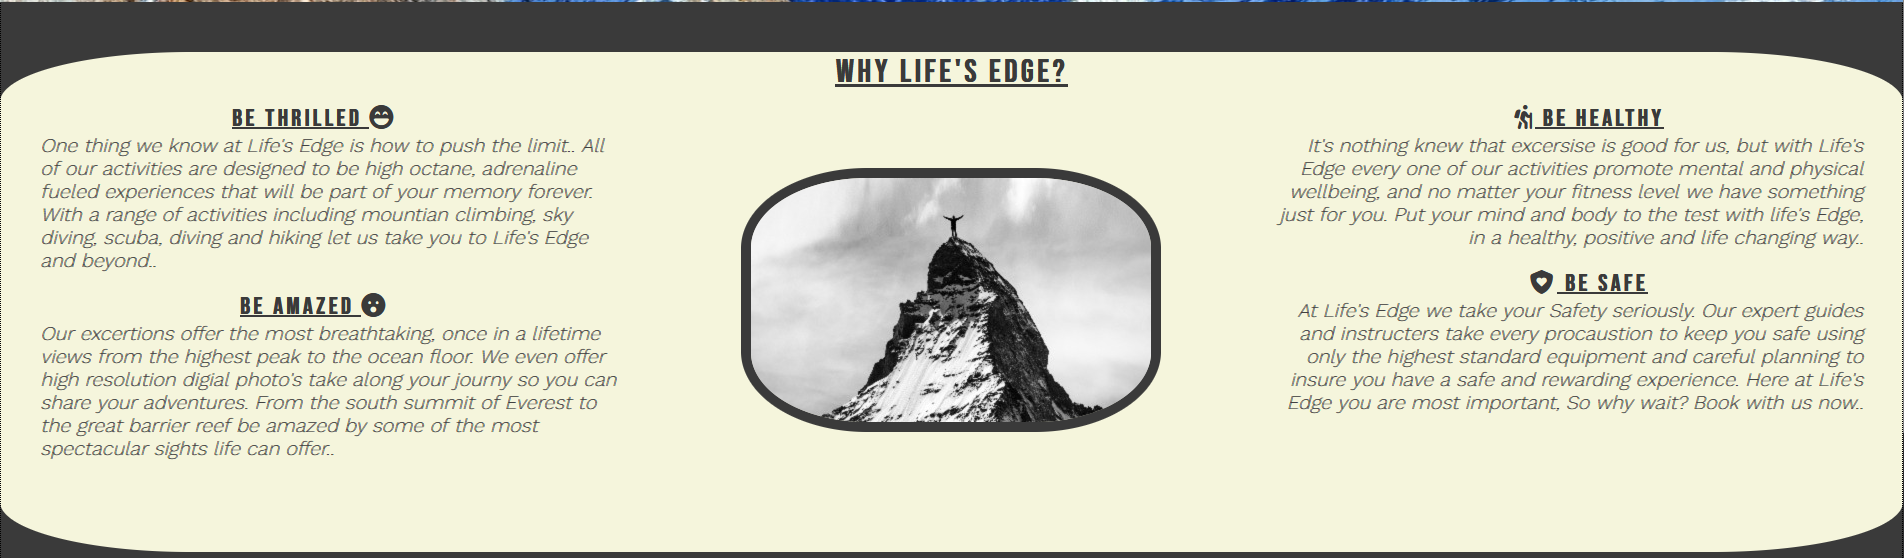 WHY LIFE'S EDGE?
BE THRILLED
One thing we know at Life's Edge is how to push the limit.. All
of our activities are designed to be high octane, adrenaline
fueled experiences that will be part of your memory forever.
With a range of activities including mountian climbing, sky
diving, scuba, diving and hiking let us take you to Life's Edge
and beyond..
BE AMAZED
Our excertions offer the most breathtaking, once in a lifetime
views from the highest peak to the ocean floor. We even offer
high resolution digial photo's take along your journy so you can
share your adventures. From the south summit of Everest to
the great barrier reef be amazed by some of the most
spectacular sights life can offer..
BE HEALTHY
It's nothing knew that excersise is good for us, but with Life's
Edge every one of our activities promote mental and physical
wellbeing, and no matter your fitness level we have something
just for you. Put your mind and body to the test with life's Edge,
in a healthy, positive and life changing way..
BE SAFE
At Life's Edge we take your Safety seriously. Our expert guides
and instructers take every procaustion to keep you safe using
only the highest standard equipment and careful planning to
insure you have a safe and rewarding experience. Here at Life's
Edge you are most important, So why wait? Book with us now..